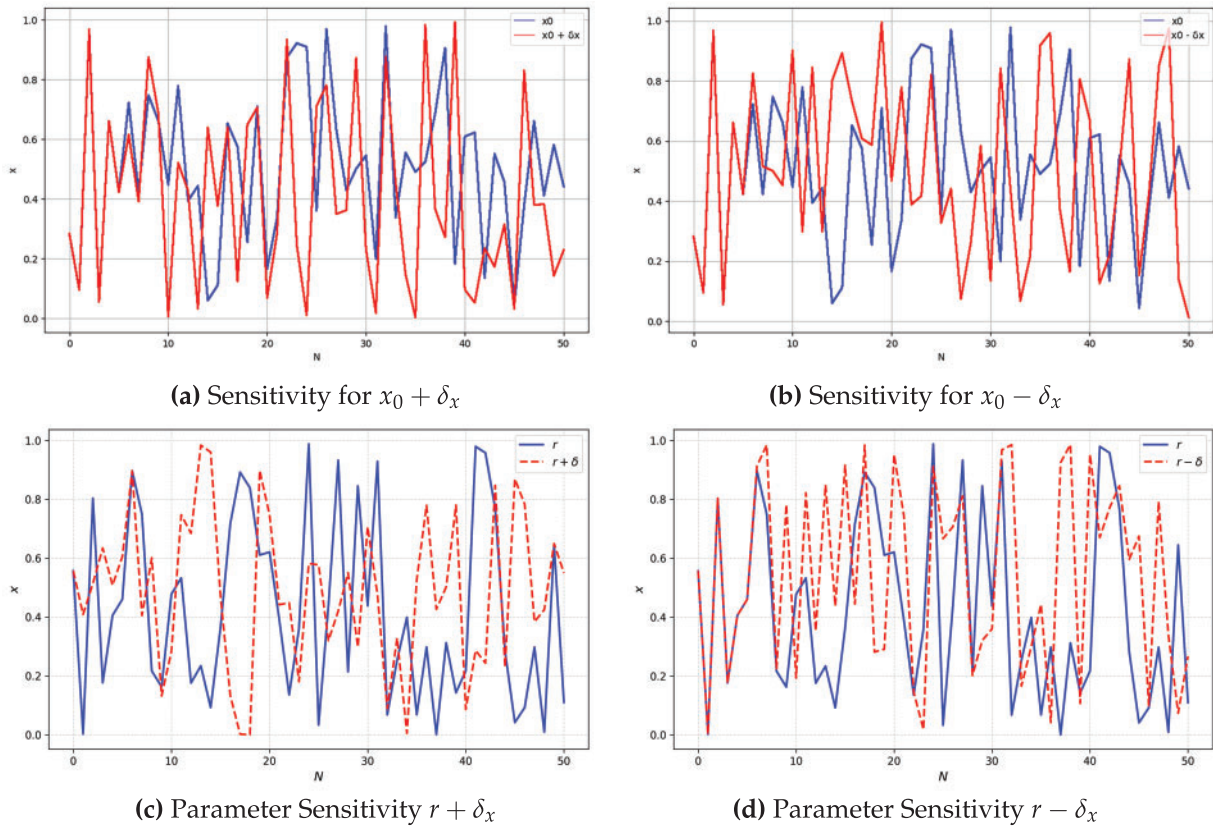 1.0
0.8
0.6
0.4
0.2
0.0
x
0 10 20 30 40 50
N
x0
x0 + δx
(a) Sensitivity for x₀ + δₓ
1.0
0.8
0.6
0.4
0.2
0.0
x
0 10 20 30 40 50
N
x0
x0 - δx
(b) Sensitivity for x₀ − δₓ
1.0
0.8
0.6
0.4
0.2
0.0
x
0 10 20 30 40 50
N
r
r + δ
(c) Parameter Sensitivity r + δₓ
1.0
0.8
0.6
0.4
0.2
0.0
x
0 10 20 30 40 50
N
r
r − δ
(d) Parameter Sensitivity r − δₓ